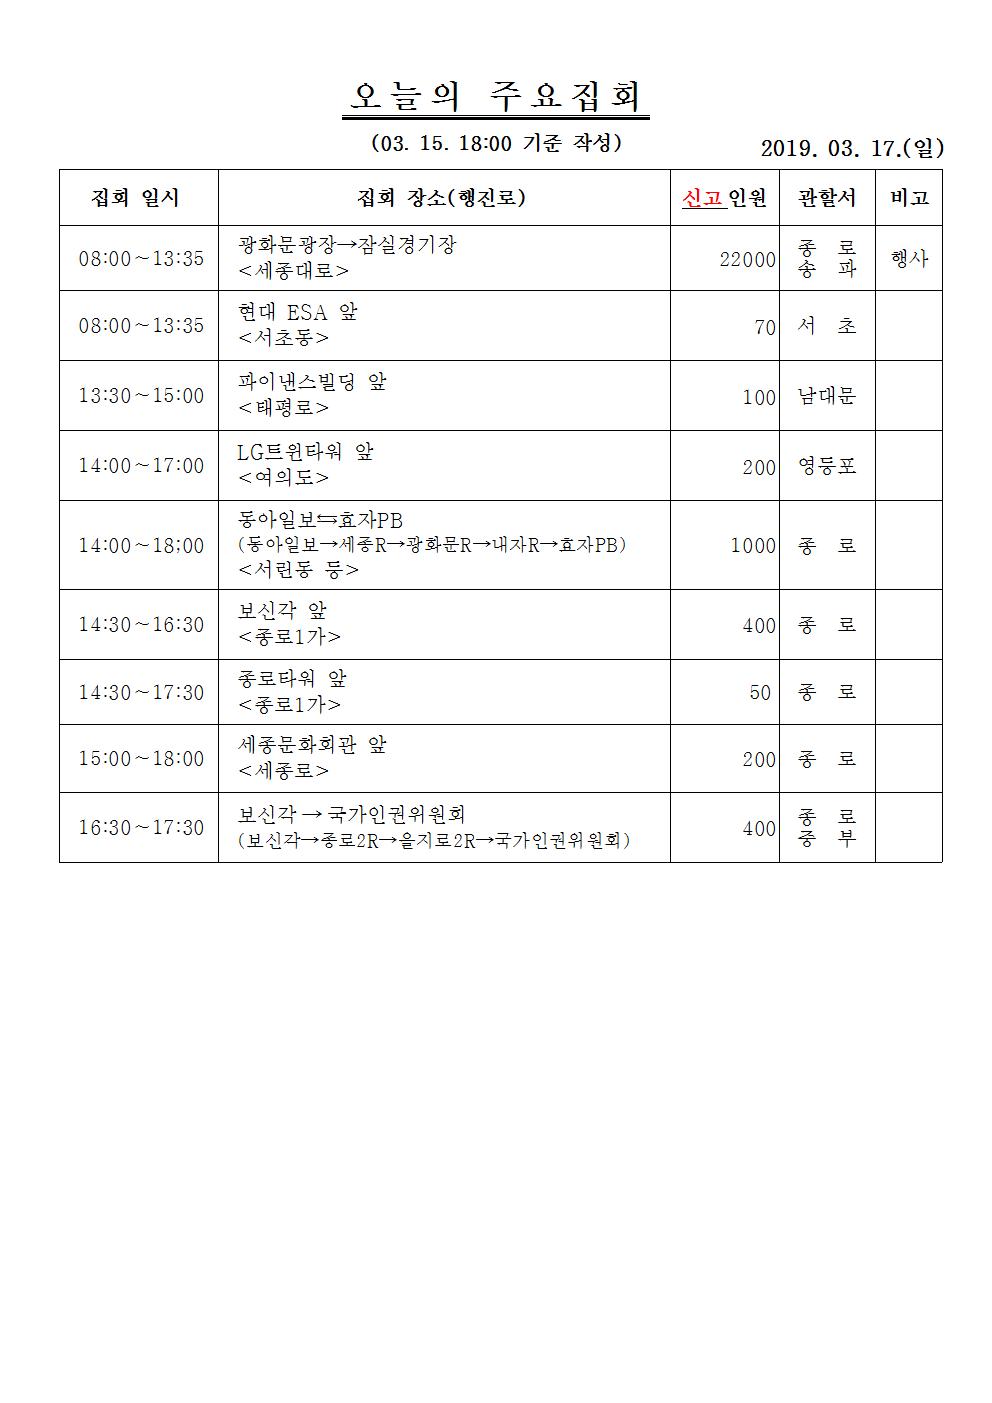 오늘의 주요집회
(03. 15. 18:00 기준 작성)
2019. 03. 17.(일)
집회 일시 집회 장소(행진로) 신고인원 관할서 비고
08:00~13:35 광화문광장→잠실경기장 <세종대로> 22000 종 로 송 파 행사
08:00~13:35 현대 ESA 앞 <서초동> 70 서 초
13:30~15:00 파이낸스빌딩 앞 <태평로> 100 남대문
14:00~17:00 LG트윈타워 앞 <여의도> 200 영등포
14:00~18;00 동아일보⇆효자PB (동아일보→세종R→광화문R→내자R→효자PB) <서린동 등> 1000 종 로
14:30~16:30 보신각 앞 <종로1가> 400 종 로
14:30~17:30 종로타워 앞 <종로1가> 50 종 로
15:00~18:00 세종문화회관 앞 <세종로> 200 종 로
16:30~17:30 보신각 → 국가인권위원회 (보신각→종로2R→을지로2R→국가인권위원회) 400 종 로 중 부